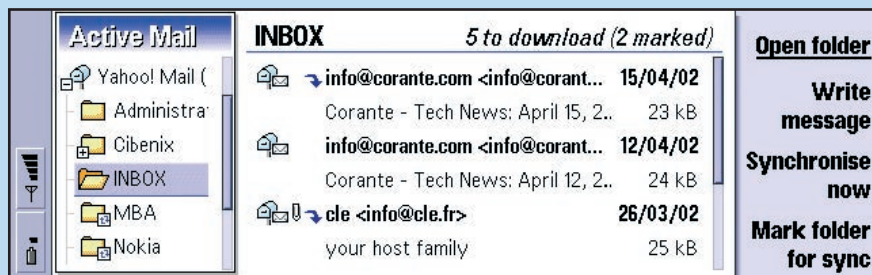 Active Mail
Yahoo! Mail (
Administra
Cibenix
INBOX
MBA
Nokia
INBOX 5 to download (2 marked)
info@corante.com <info@corant... 15/04/02
Corante - Tech News: April 15, 2.. 23 kB
info@corante.com <info@corant... 12/04/02
Corante - Tech News: April 12, 2.. 24 kB
cle <info@cle.fr> 26/03/02
your host family 25 kB
Open folder
Write
message
Synchronise
now
Mark folder
for sync